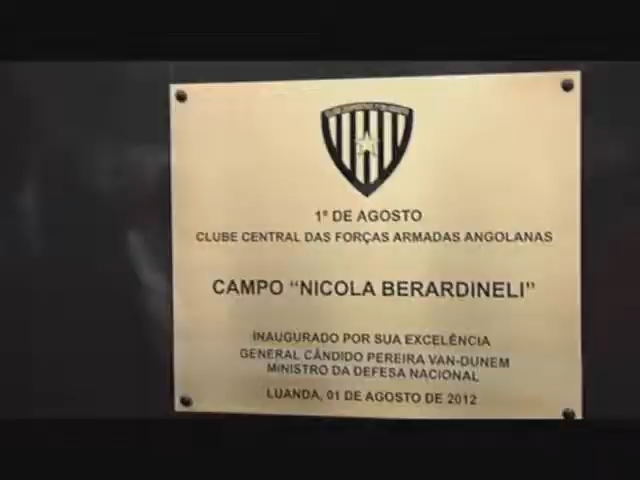 1º DE AGOSTO
CLUBE CENTRAL DAS FORÇAS ARMADAS ANGOLANAS
CAMPO “NICOLA BERARDINELI”
INAUGURADO POR SUA EXCELÊNCIA
GENERAL CÂNDIDO PEREIRA VAN-DUNEM
MINISTRO DA DEFESA NACIONAL
LUANDA, 01 DE AGOSTO DE 2012